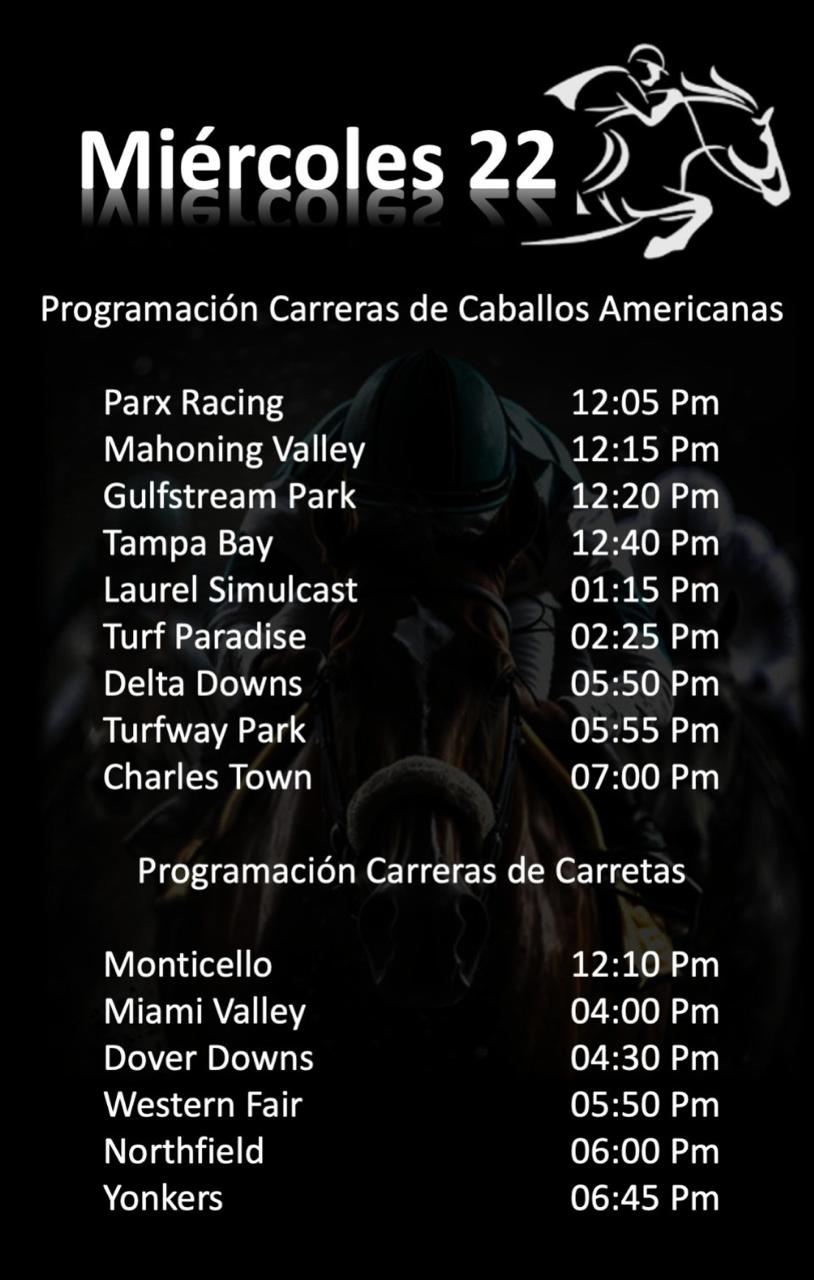 Miércoles 22
Programación Carreras de Caballos Americanas
Parx Racing 12:05 Pm
Mahoning Valley 12:15 Pm
Gulfstream Park 12:20 Pm
Tampa Bay 12:40 Pm
Laurel Simulcast 01:15 Pm
Turf Paradise 02:25 Pm
Delta Downs 05:50 Pm
Turfway Park 05:55 Pm
Charles Town 07:00 Pm
Programación Carreras de Carretas
Monticello 12:10 Pm
Miami Valley 04:00 Pm
Dover Downs 04:30 Pm
Western Fair 05:50 Pm
Northfield 06:00 Pm
Yonkers 06:45 Pm